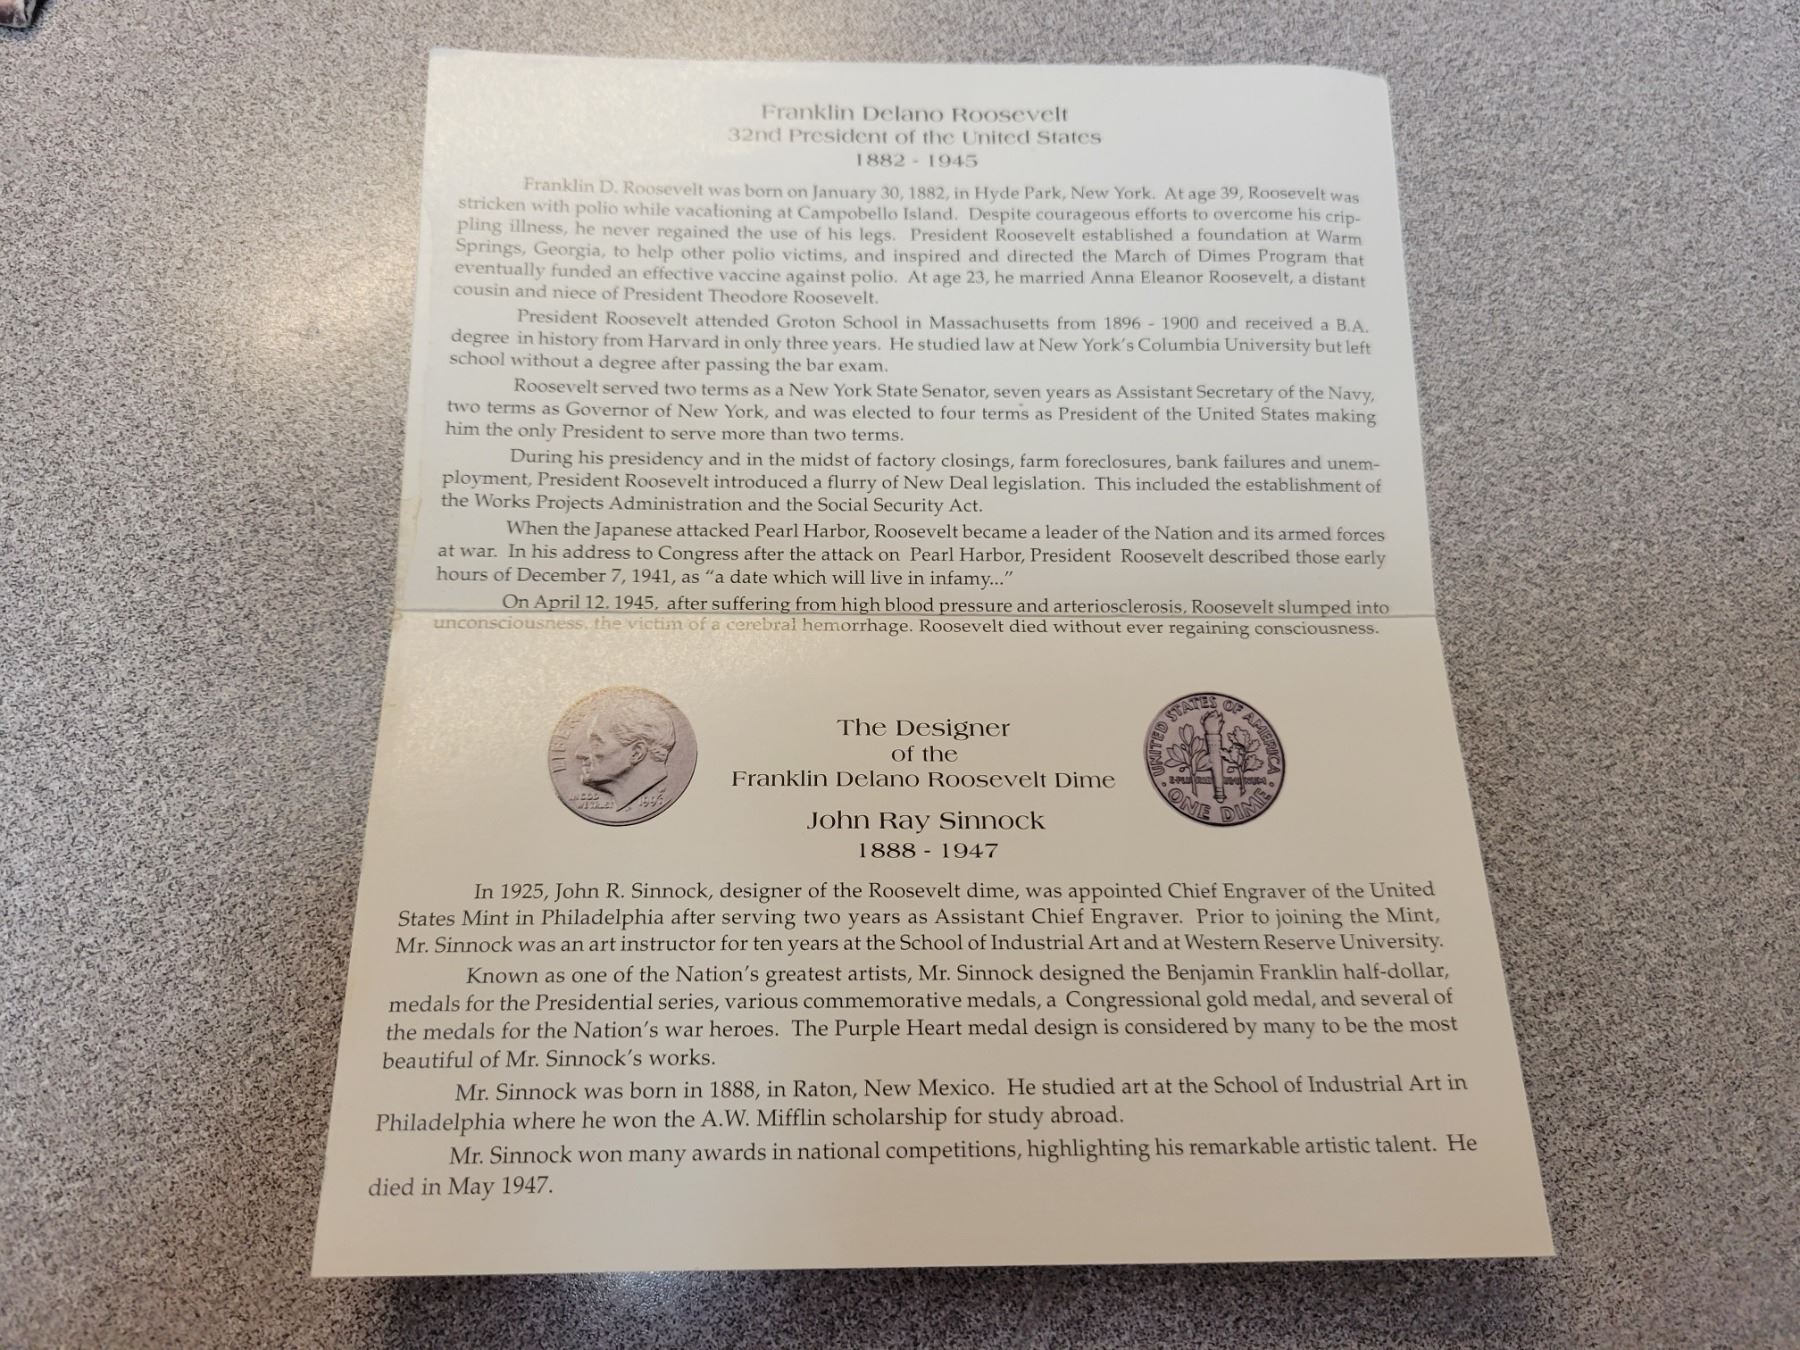 Franklin Delano Roosevelt
32nd President of the United States
1882 - 1945
Franklin D. Roosevelt was born on January 30, 1882, in Hyde Park, New York. At age 39, Roosevelt was
stricken with polio while vacationing at Campobello Island. Despite courageous efforts to overcome his crip-
pling illness, he never regained the use of his legs. President Roosevelt established a foundation at Warm
Springs, Georgia, to help other polio victims, and inspired and directed the March of Dimes Program that
eventually funded an effective vaccine against polio. At age 23, he married Anna Eleanor Roosevelt, a distant
cousin and niece of President Theodore Roosevelt.
President Roosevelt attended Groton School in Massachusetts from 1896 - 1900 and received a B.A.
degree in history from Harvard in only three years. He studied law at New York's Columbia University but left
school without a degree after passing the bar exam.
Roosevelt served two terms as a New York State Senator, seven years as Assistant Secretary of the Navy,
two terms as Governor of New York, and was elected to four terms as President of the United States making
him the only President to serve more than two terms.
During his presidency and in the midst of factory closings, farm foreclosures, bank failures and unem-
ployment, President Roosevelt introduced a flurry of New Deal legislation. This included the establishment of
the Works Projects Administration and the Social Security Act.
When the Japanese attacked Pearl Harbor, Roosevelt became a leader of the Nation and its armed forces
at war. In his address to Congress after the attack on Pearl Harbor, President Roosevelt described those early
hours of December 7, 1941, as "a date which will live in infamy..."
On April 12, 1945, after suffering from high blood pressure and arteriosclerosis, Roosevelt slumped into
unconsciousness, the victim of a cerebral hemorrhage. Roosevelt died without ever regaining consciousness.
LIBERTY
IN GOD
WE TRUST
The Designer
of the
Franklin Delano Roosevelt Dime
John Ray Sinnock
1888 - 1947
UNITED STATES OF AMERICA
E PLURIBUS UNUM
ONE DIME
In 1925, John R. Sinnock, designer of the Roosevelt dime, was appointed Chief Engraver of the United
States Mint in Philadelphia after serving two years as Assistant Chief Engraver. Prior to joining the Mint,
Mr. Sinnock was an art instructor for ten years at the School of Industrial Art and at Western Reserve University.
Known as one of the Nation's greatest artists, Mr. Sinnock designed the Benjamin Franklin half-dollar,
medals for the Presidential series, various commemorative medals, a Congressional gold medal, and several of
the medals for the Nation's war heroes. The Purple Heart medal design is considered by many to be the most
beautiful of Mr. Sinnock's works.
Mr. Sinnock was born in 1888, in Raton, New Mexico. He studied art at the School of Industrial Art in
Philadelphia where he won the A.W. Mifflin scholarship for study abroad.
Mr. Sinnock won many awards in national competitions, highlighting his remarkable artistic talent. He
died in May 1947.